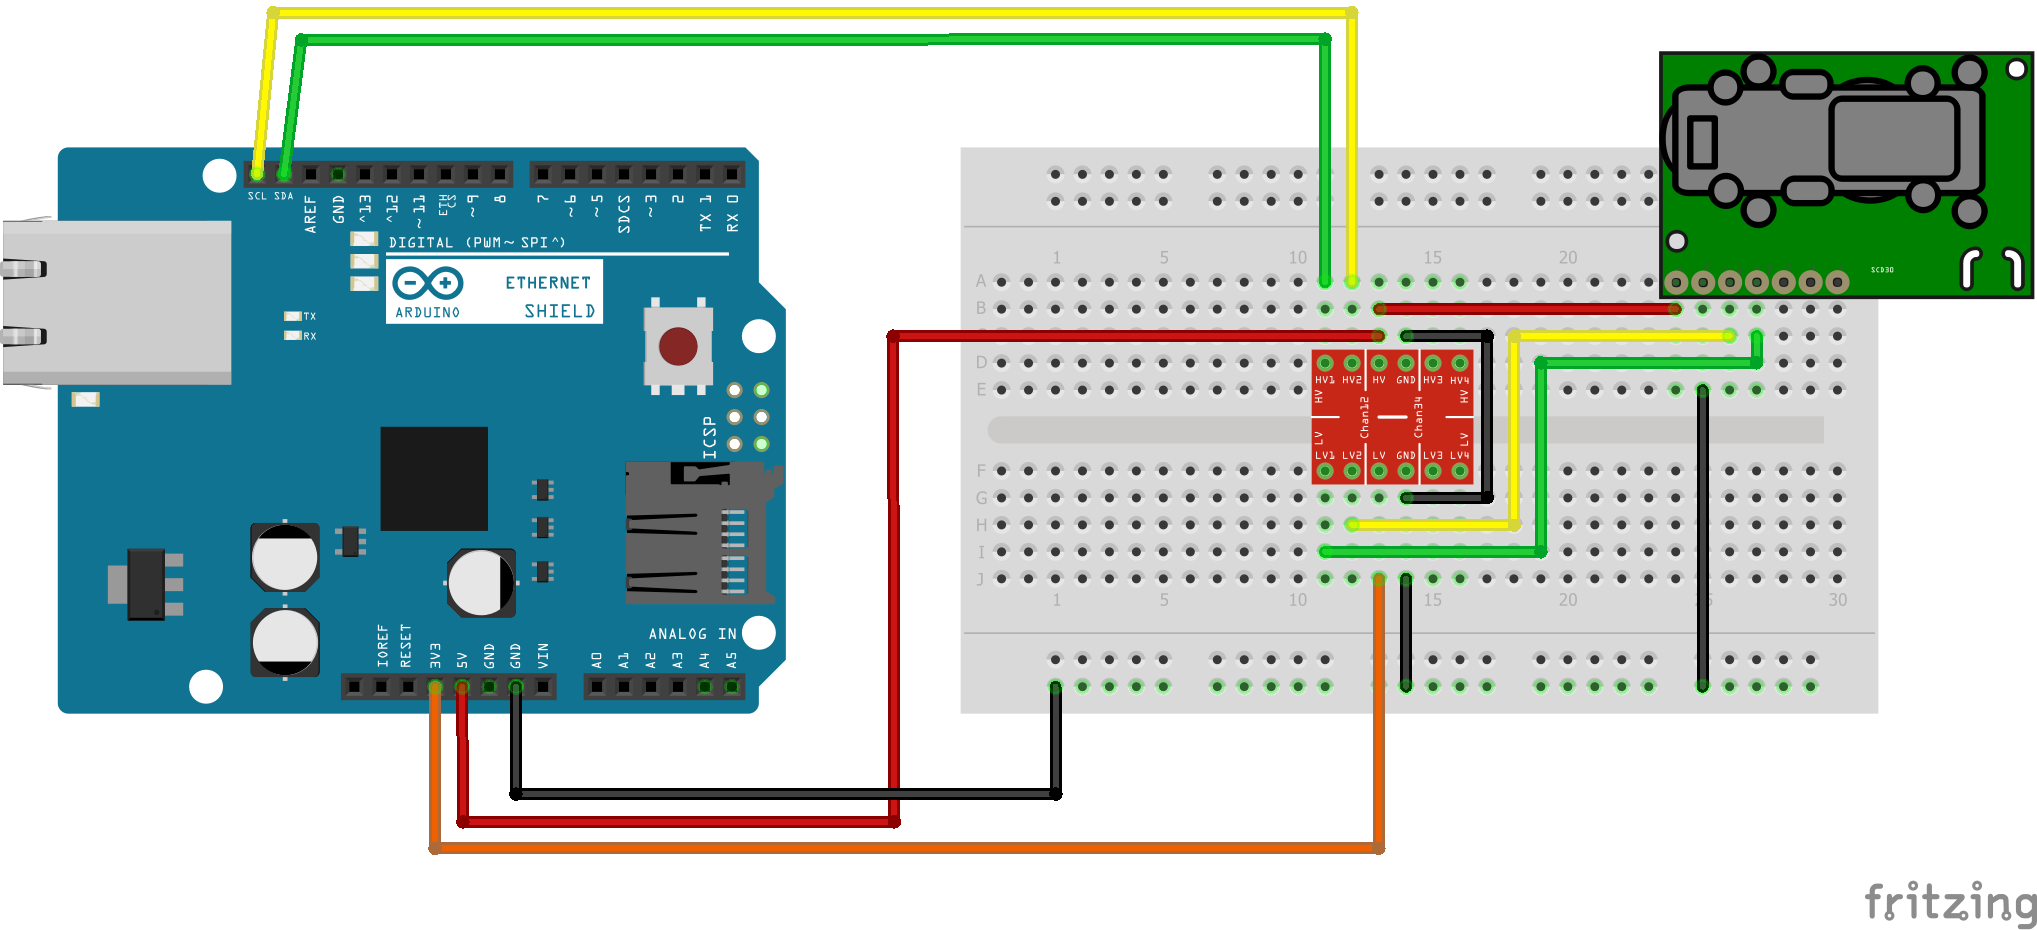 SCL SDA AREF GND ^13 ^12 ~11 ETH CS ~9 8 7 ~6 ~5 SDCS ~3 2 TX 1 RX 0
DIGITAL (PWM~ SPI^)
ETHERNET
SHIELD
ARDUINO
TX
RX
ICSP
ANALOG IN
IOREF RESET 3V3 5V GND GND VIN A0 A1 A2 A3 A4 A5
1 5 10 15 20
A
B
D
E
F
G
H
I
J
1 5 10 15 20 25 30
HV1 HV2 HV GND HV3 HV4
HV Chan12 Chan34 HV
LV LV
LV1 LV2 LV GND LV3 LV4
SCD30
fritzing